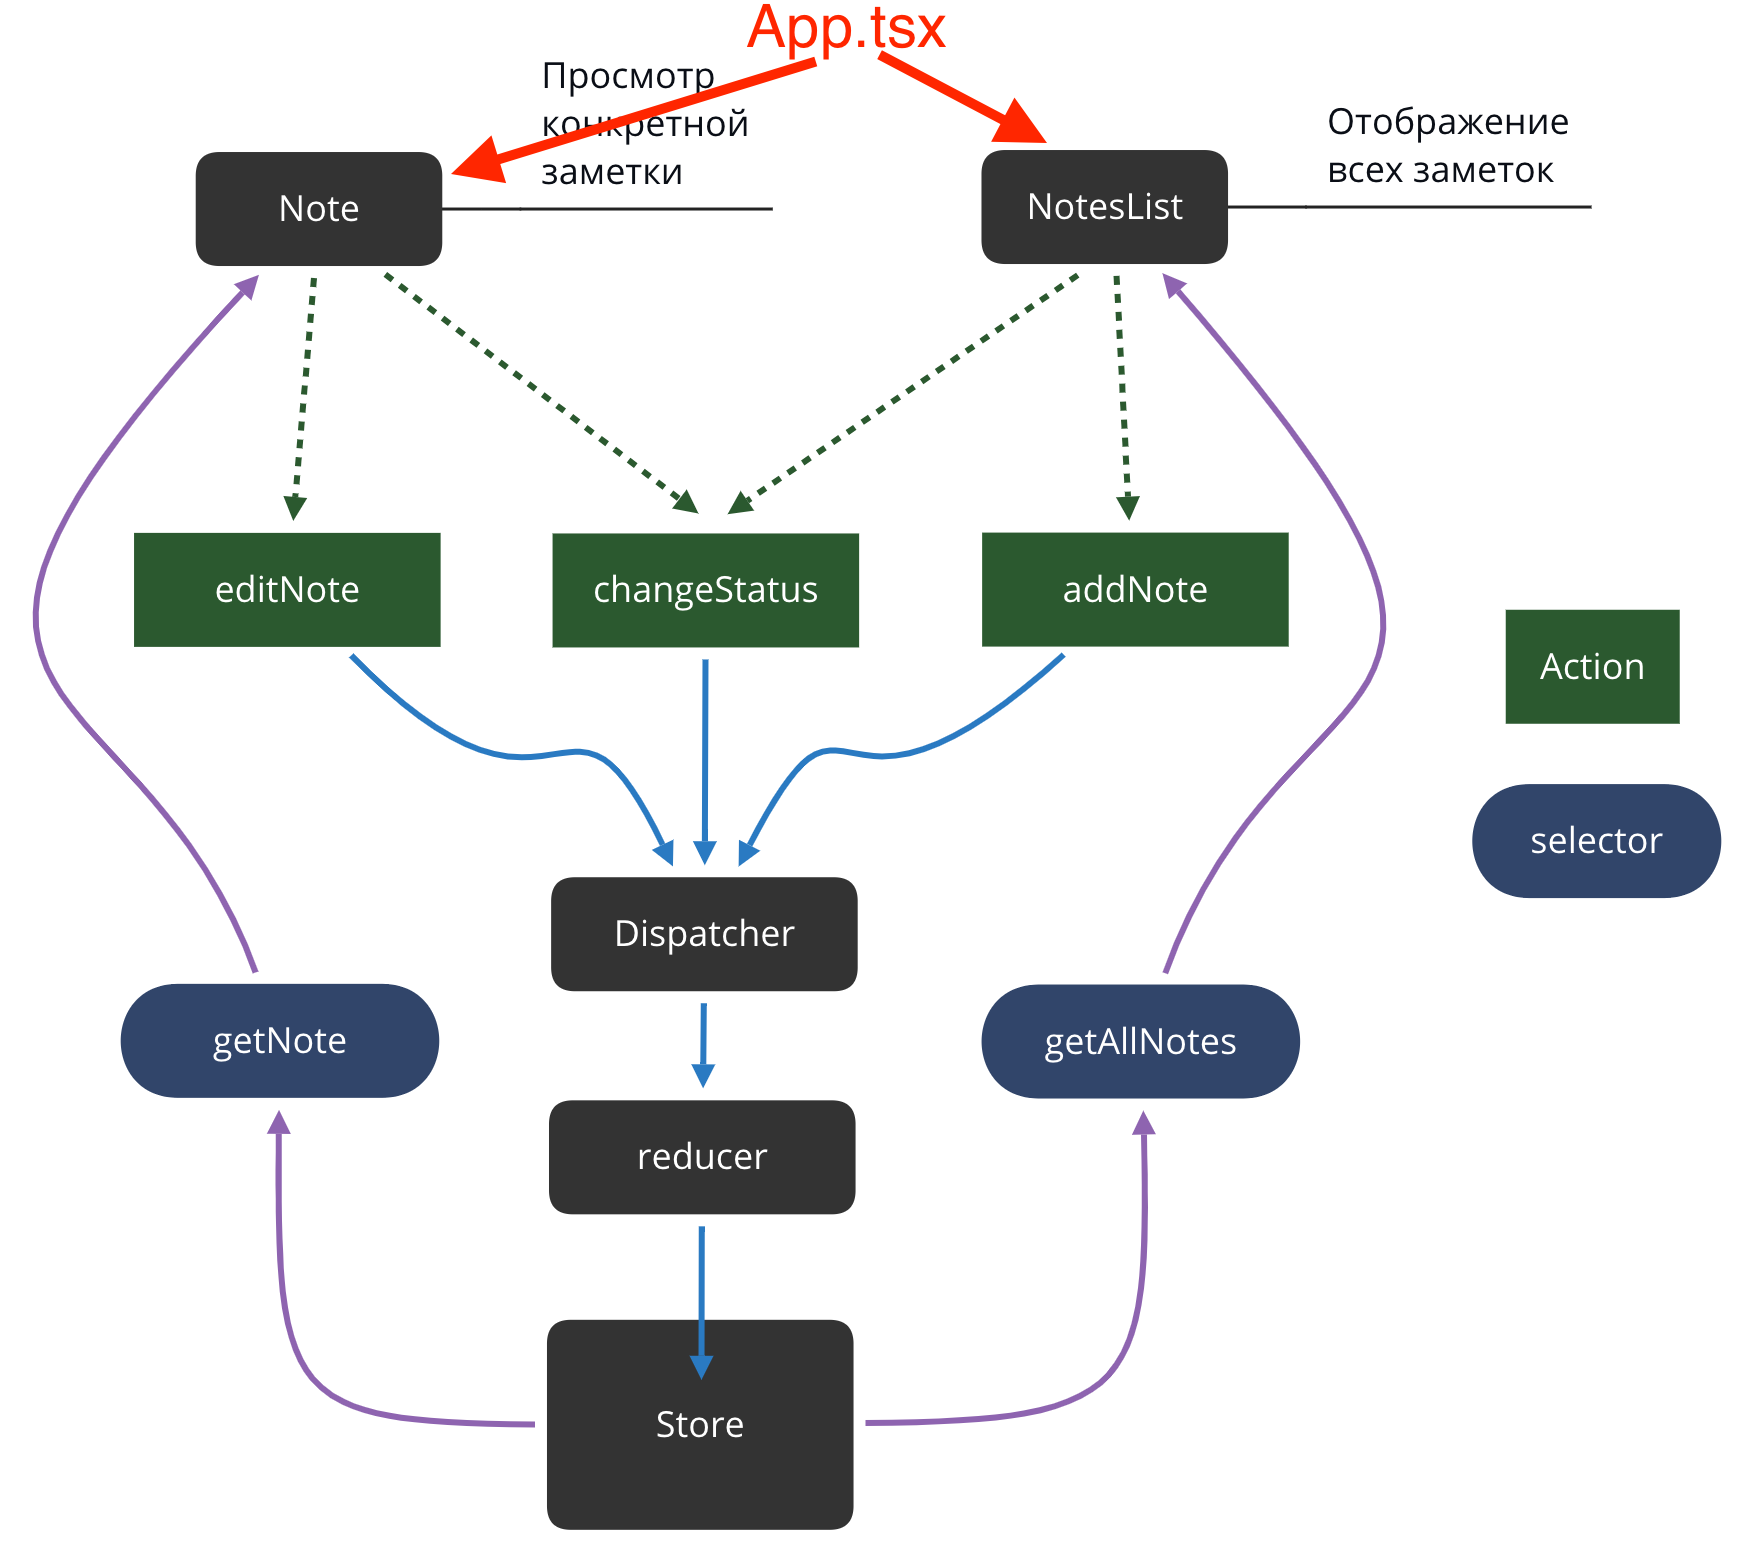 App.tsx
Просмотр
конкретной
заметки
Отображение
всех заметок
Note
NotesList
editNote
changeStatus
addNote
Action
selector
Dispatcher
getNote
getAllNotes
reducer
Store